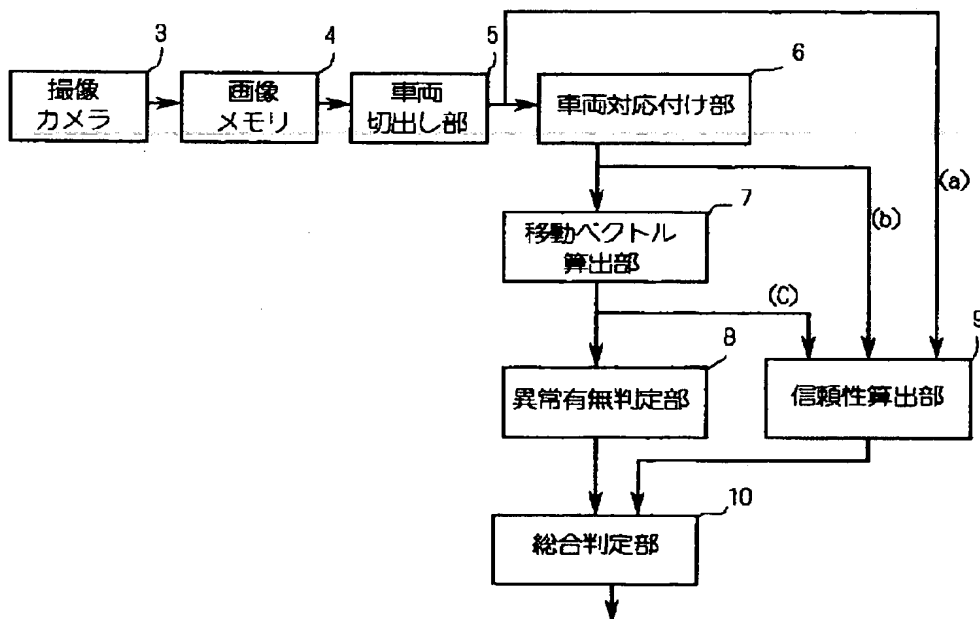 3
4
5
6
撮像
カメラ
画像
メモリ
車両
切出し部
車両対応付け部
(a)
(b)
7
移動ベクトル
算出部
(C)
8
9
異常有無判定部
信頼性算出部
10
総合判定部